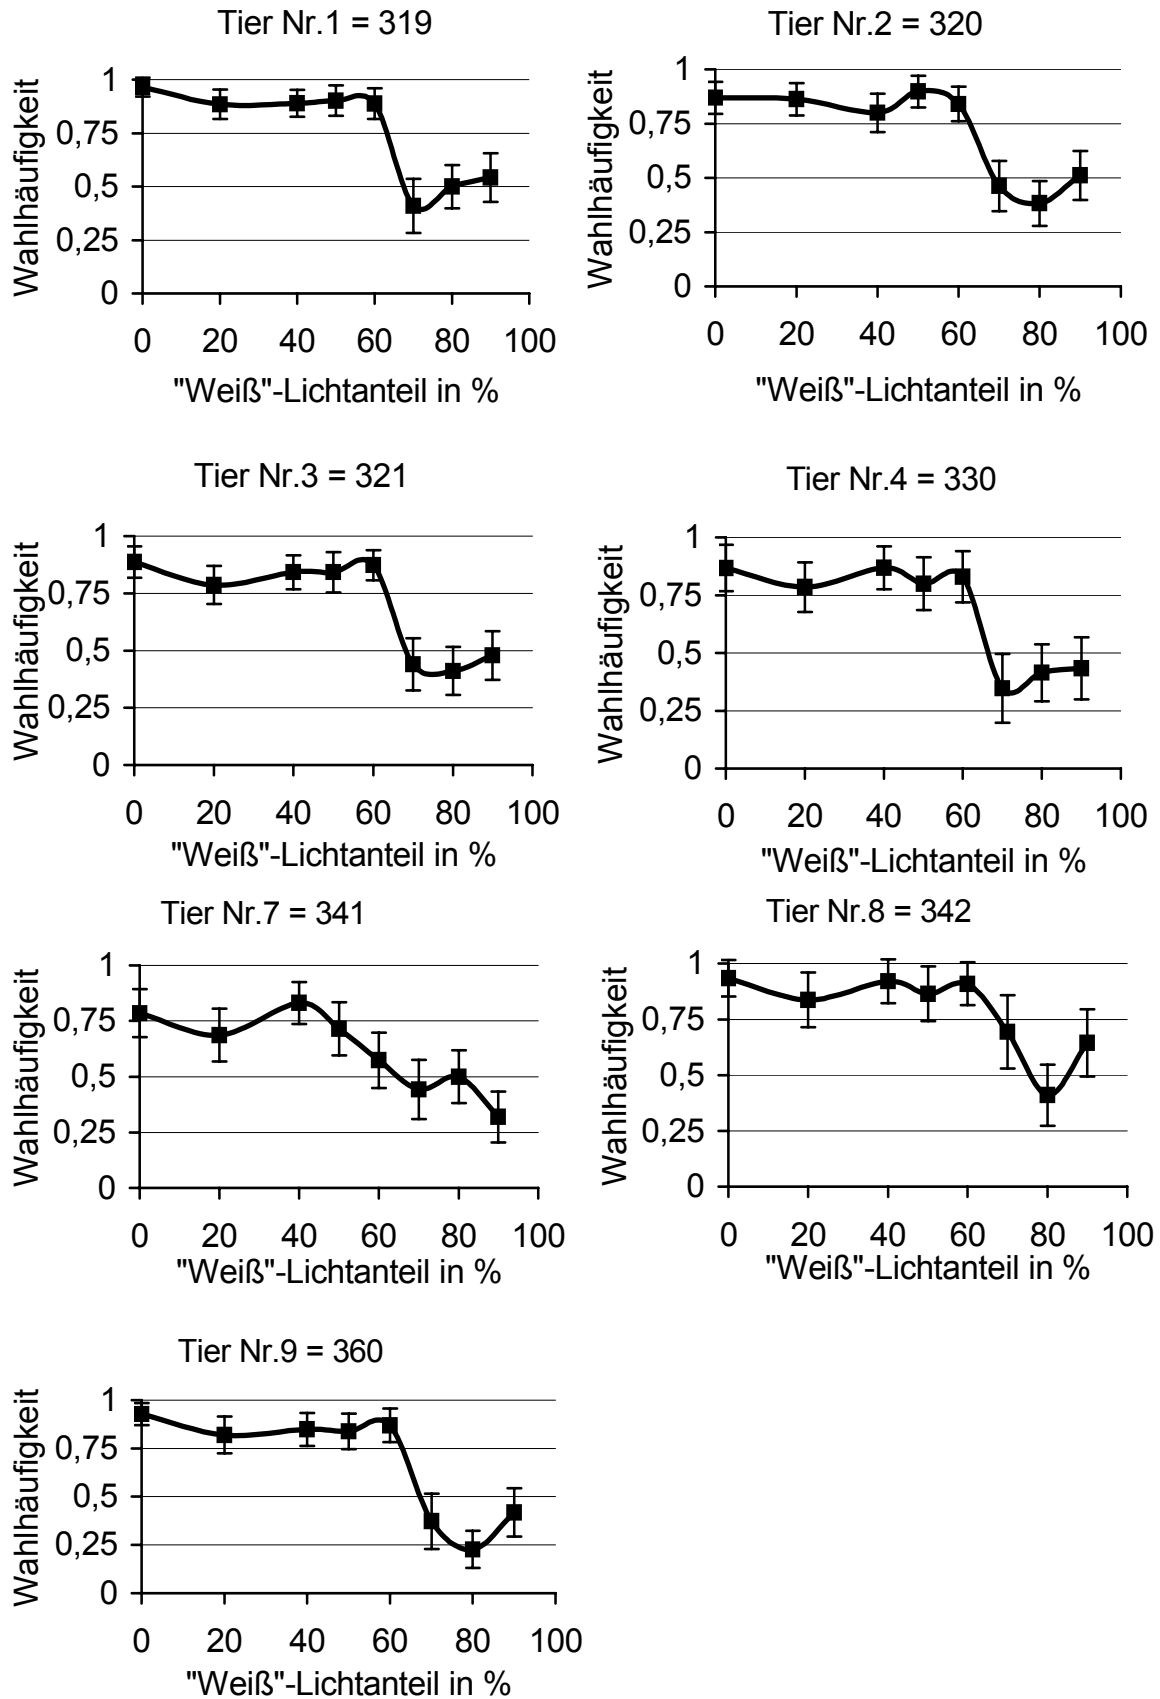 Tier Nr.1 = 319
Wahlhäufigkeit
1
0,75
0,5
0,25
0
0 20 40 60 80 100
"Weiß"-Lichtanteil in %
Tier Nr.2 = 320
Wahlhäufigkeit
1
0,75
0,5
0,25
0
0 20 40 60 80 100
"Weiß"-Lichtanteil in %
Tier Nr.3 = 321
Wahlhäufigkeit
1
0,75
0,5
0,25
0
0 20 40 60 80 100
"Weiß"-Lichtanteil in %
Tier Nr.4 = 330
Wahlhäufigkeit
1
0,75
0,5
0,25
0
0 20 40 60 80 100
"Weiß"-Lichtanteil in %
Tier Nr.7 = 341
Wahlhäufigkeit
1
0,75
0,5
0,25
0
0 20 40 60 80 100
"Weiß"-Lichtanteil in %
Tier Nr.8 = 342
Wahlhäufigkeit
1
0,75
0,5
0,25
0
0 20 40 60 80 100
"Weiß"-Lichtanteil in %
Tier Nr.9 = 360
Wahlhäufigkeit
1
0,75
0,5
0,25
0
0 20 40 60 80 100
"Weiß"-Lichtanteil in %